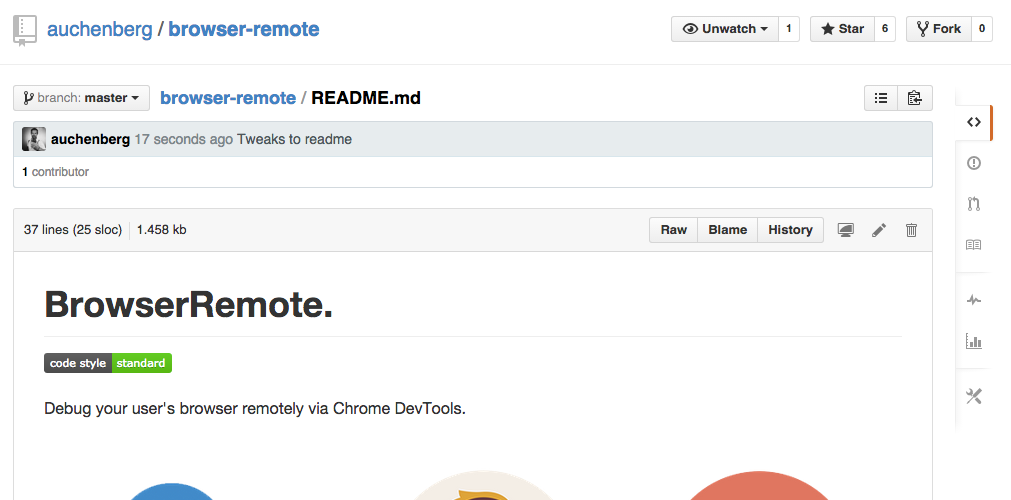 auchenberg / browser-remote
Unwatch 1 Star 6 Fork 0
branch: master browser-remote / README.md
auchenberg 17 seconds ago Tweaks to readme
1 contributor
37 lines (25 sloc) 1.458 kb Raw Blame History
BrowserRemote.
code style standard
Debug your user's browser remotely via Chrome DevTools.